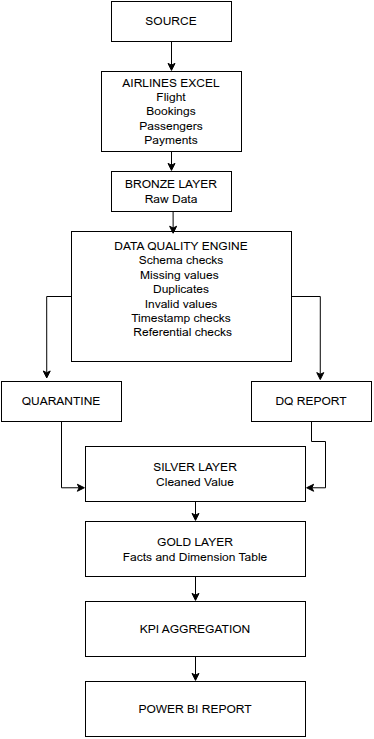 SOURCE
AIRLINES EXCEL
Flight
Bookings
Passengers
Payments
BRONZE LAYER
Raw Data
DATA QUALITY ENGINE
Schema checks
Missing values
Duplicates
Invalid values
Timestamp checks
Referential checks
QUARANTINE
DQ REPORT
SILVER LAYER
Cleaned Value
GOLD LAYER
Facts and Dimension Table
KPI AGGREGATION
POWER BI REPORT